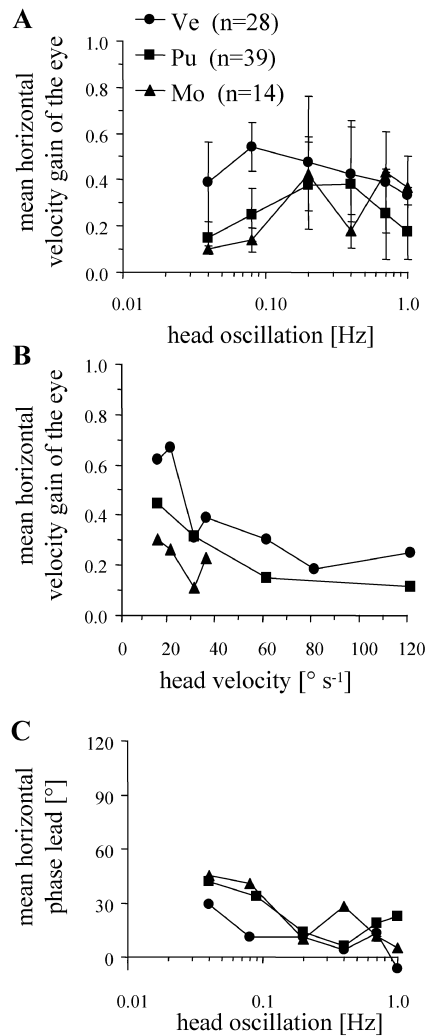 A
Ve (n=28)
Pu (n=39)
Mo (n=14)
mean horizontal
velocity gain of the eye
1.0
0.8
0.6
0.4
0.2
0.0
0.01
0.10
1.0
head oscillation [Hz]
B
mean horizontal
velocity gain of the eye
1.0
0.8
0.6
0.4
0.2
0.0
0
20
40
60
80
100
120
head velocity [° s-1]
C
mean horizontal
phase lead [°]
120
90
60
30
0
0.01
0.1
1.0
head oscillation [Hz]